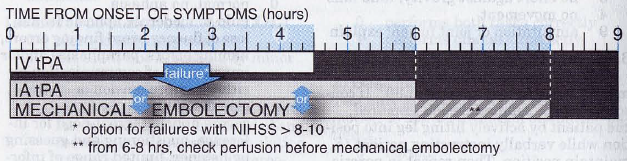 TIME FROM ONSET OF SYMPTOMS (hours)
0 1 2 3 4 5 6 7 8 9
IV tPA
failure*
IA tPA
or or
MECHANICAL EMBOLECTOMY **
* option for failures with NIHSS > 8-10
** from 6-8 hrs, check perfusion before mechanical embolectomy